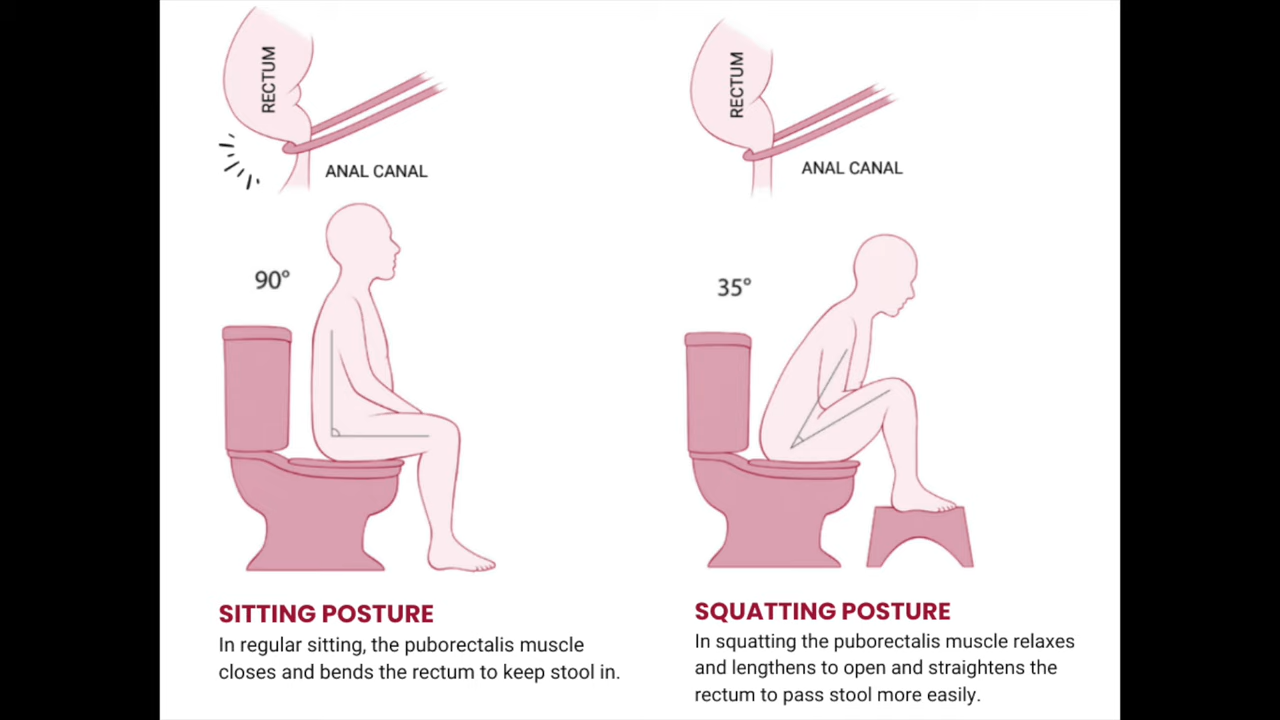 RECTUM
ANAL CANAL
90°
SITTING POSTURE
In regular sitting, the puborectalis muscle
closes and bends the rectum to keep stool in.
RECTUM
ANAL CANAL
35°
SQUATTING POSTURE
In squatting the puborectalis muscle relaxes
and lengthens to open and straightens the
rectum to pass stool more easily.